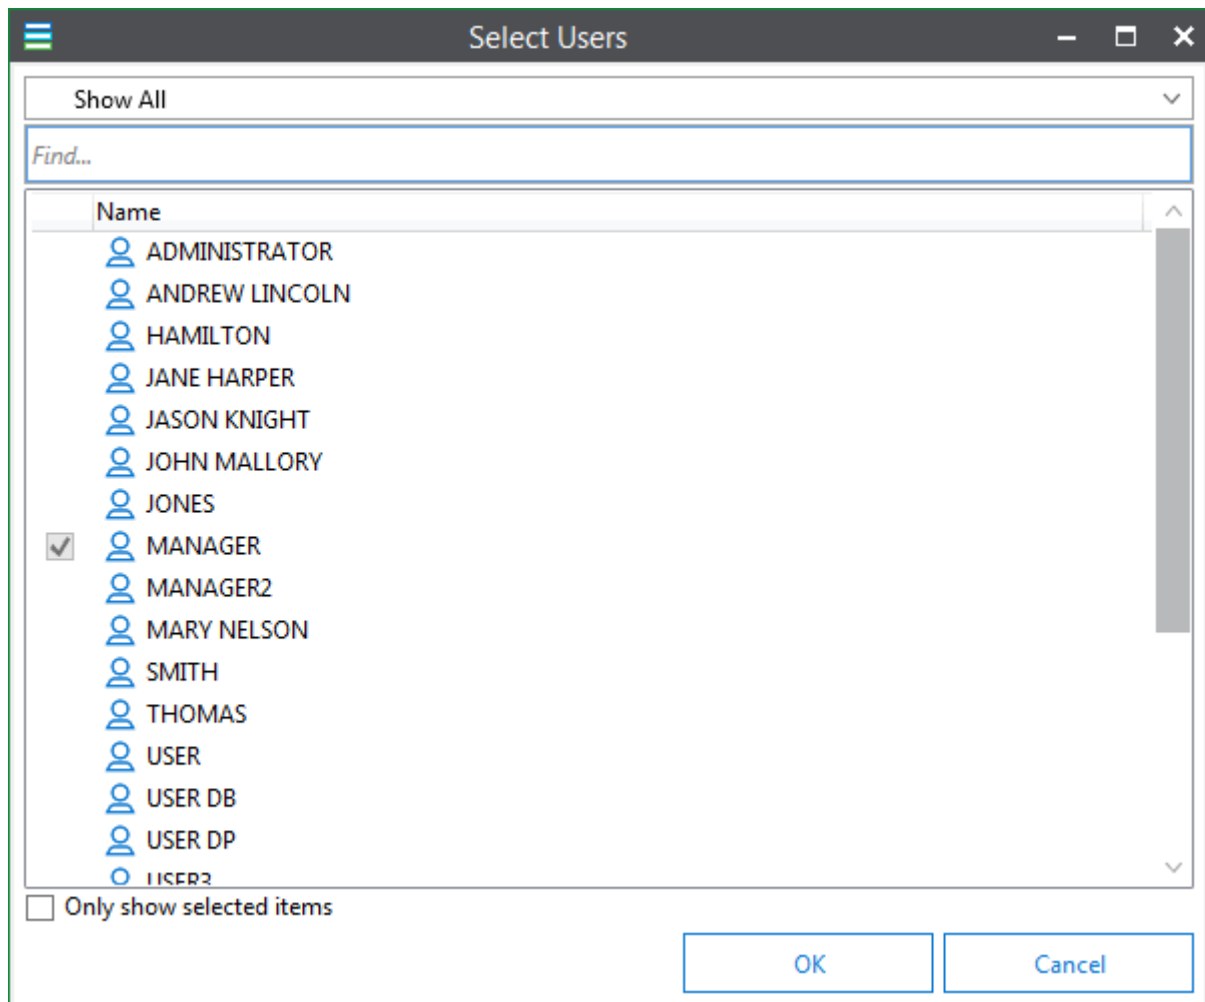 Select Users
Show All
Find...
Name
ADMINISTRATOR
ANDREW LINCOLN
HAMILTON
JANE HARPER
JASON KNIGHT
JOHN MALLORY
JONES
MANAGER
MANAGER2
MARY NELSON
SMITH
THOMAS
USER
USER DB
USER DP
USER3
Only show selected items
OK Cancel